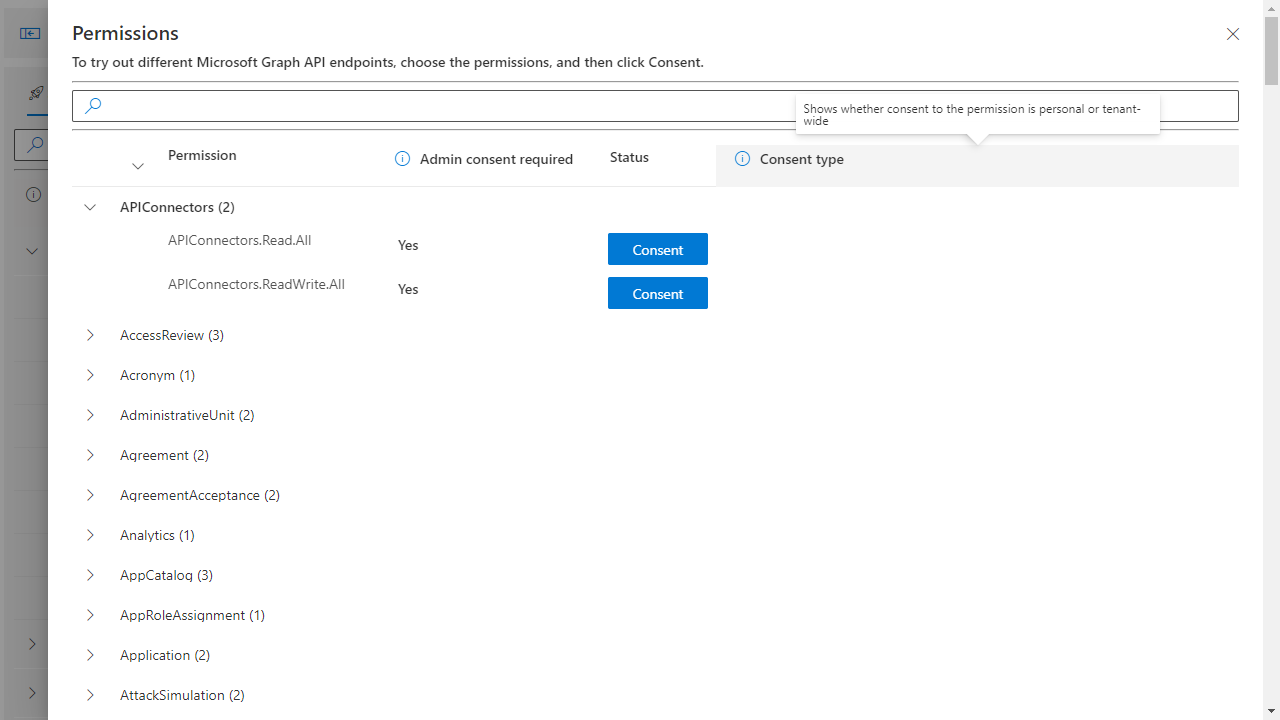 Permissions
To try out different Microsoft Graph API endpoints, choose the permissions, and then click Consent.
Shows whether consent to the permission is personal or tenant-
wide
Permission
Admin consent required
Status
Consent type
APIConnectors (2)
APIConnectors.Read.All
Yes
Consent
APIConnectors.ReadWrite.All
Yes
Consent
AccessReview (3)
Acronym (1)
AdministrativeUnit (2)
Agreement (2)
AgreementAcceptance (2)
Analytics (1)
AppCatalog (3)
AppRoleAssignment (1)
Application (2)
AttackSimulation (2)